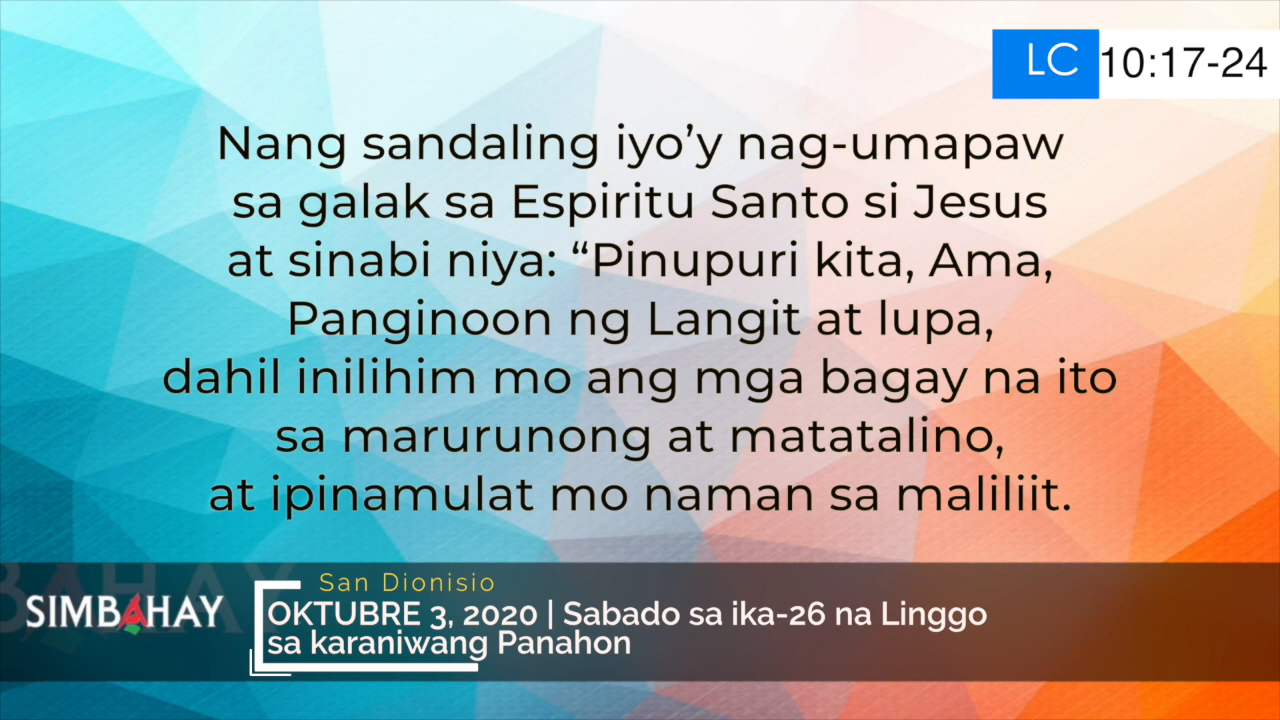 LC 10:17-24
Nang sandaling iyo’y nag-umapaw
sa galak sa Espiritu Santo si Jesus
at sinabi niya: “Pinupuri kita, Ama,
Panginoon ng Langit at lupa,
dahil inilihim mo ang mga bagay na ito
sa marurunong at matatalino,
at ipinamulat mo naman sa maliliit.
San Dionisio
SIMBAHAY
OKTUBRE 3, 2020 | Sabado sa ika-26 na Linggo
sa karaniwang Panahon